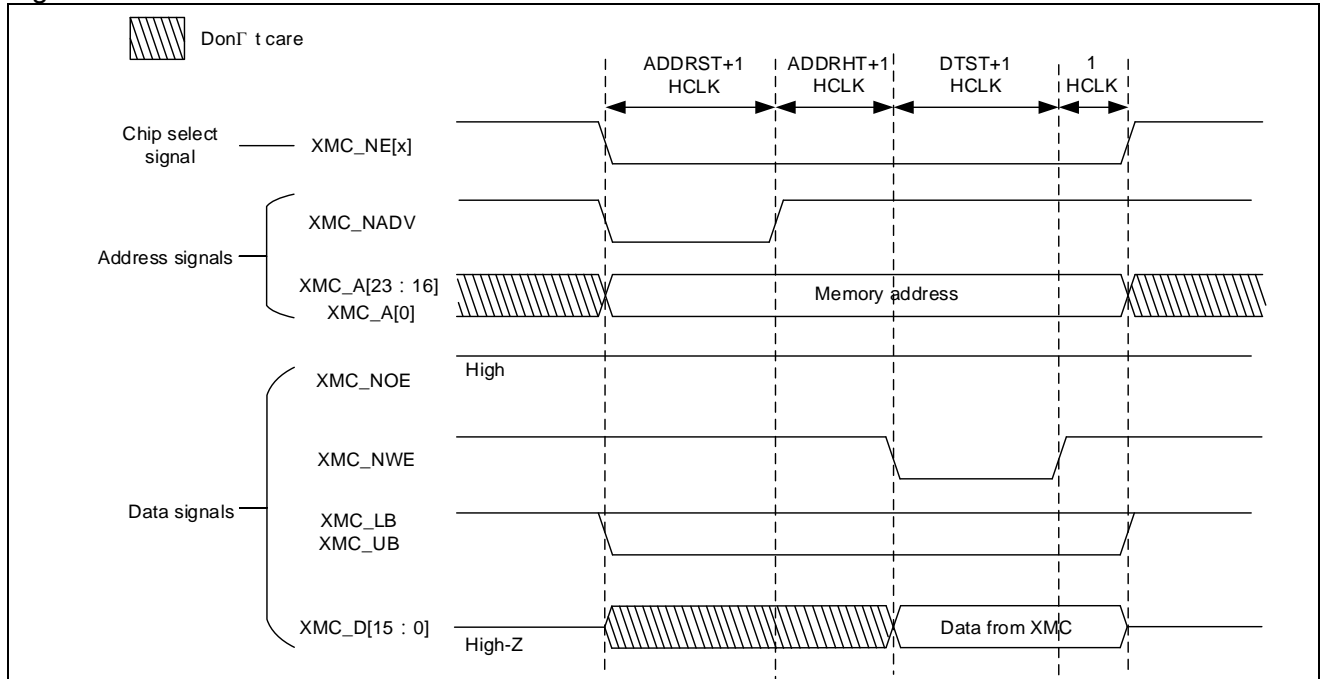 DonΓ t care
ADDRST+1 ADDRHT+1 DTST+1 1
HCLK HCLK HCLK HCLK
Chip select
signal
XMC_NE[x]
XMC_NADV
Address signals
XMC_A[23 : 16]
XMC_A[0]
Memory address
High
XMC_NOE
XMC_NWE
Data signals
XMC_LB
XMC_UB
XMC_D[15 : 0]
High-Z
Data from XMC